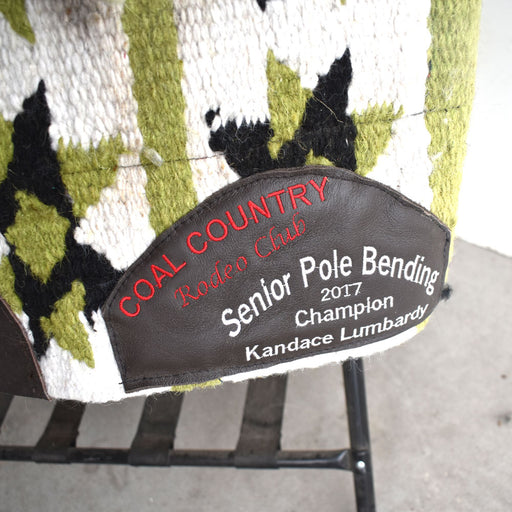 COAL COUNTRY
Rodeo Club
Senior Pole Bending
2017
Champion
Kandace Lumbardy